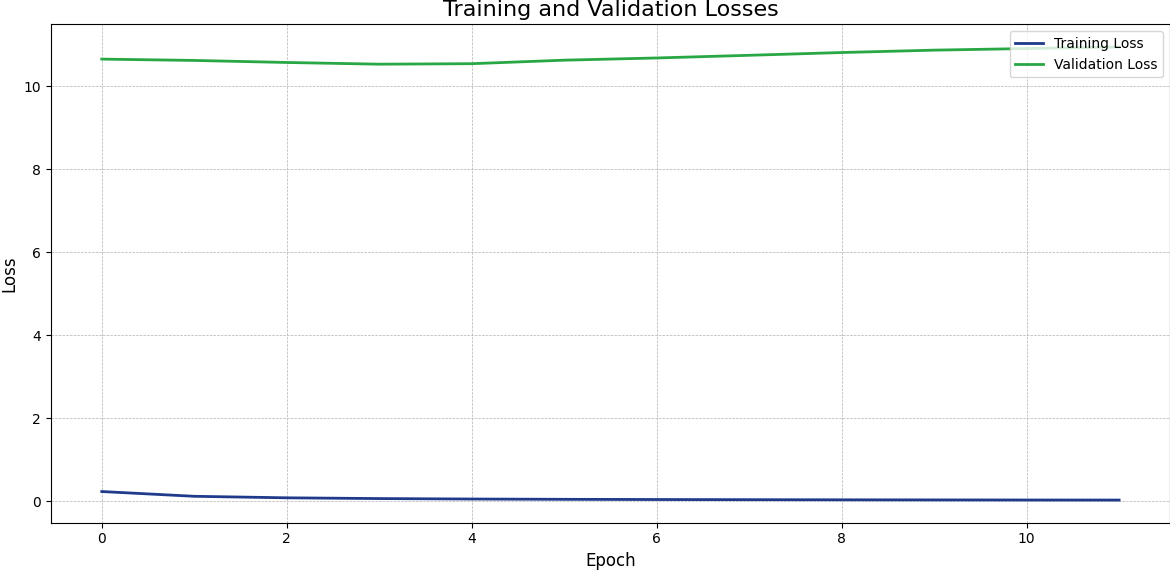 Training and Validation Losses
Training Loss
Validation Loss
10
8
6
4
2
0
Loss
0 2 4 6 8 10
Epoch